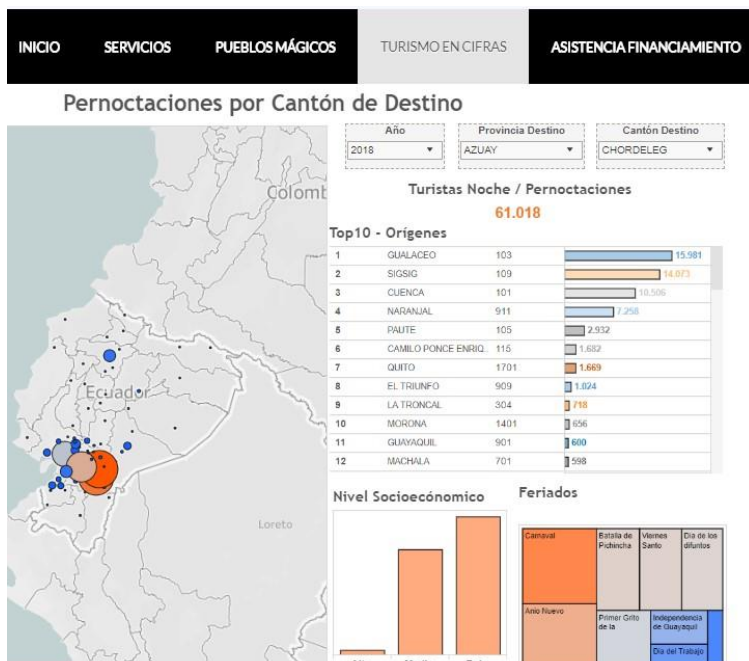 INICIO SERVICIOS PUEBLOS MÁGICOS TURISMO EN CIFRAS ASISTENCIA FINANCIAMIENTO
Pernoctaciones por Cantón de Destino
Año Provincia Destino Cantón Destino
2018 AZUAY CHORDELEG
Colomb
Turistas Noche / Pernoctaciones
61.018
Top10 - Orígenes
1 GUALACEO 103 15.981
2 SIGSIG 109 14.073
3 CUENCA 101 10.506
4 NARANJAL 911 7.258
5 PAUTE 105 2.932
6 CAMILO PONCE ENRIQ.. 115 1.682
7 QUITO 1701 1.669
8 EL TRIUNFO 909 1.024
9 LA TRONCAL 304 718
10 MORONA 1401 656
11 GUAYAQUIL 901 600
12 MACHALA 701 598
Ecuador
Loreto
Nivel Socioecónomico Feriados
Carnaval
Batalla de
Pichincha
Viernes
Santo
Dia de los
difuntos
Anio Nuevo
Primer Grito
de la
Independencia
de Guayaquil
Dia del Trabajo